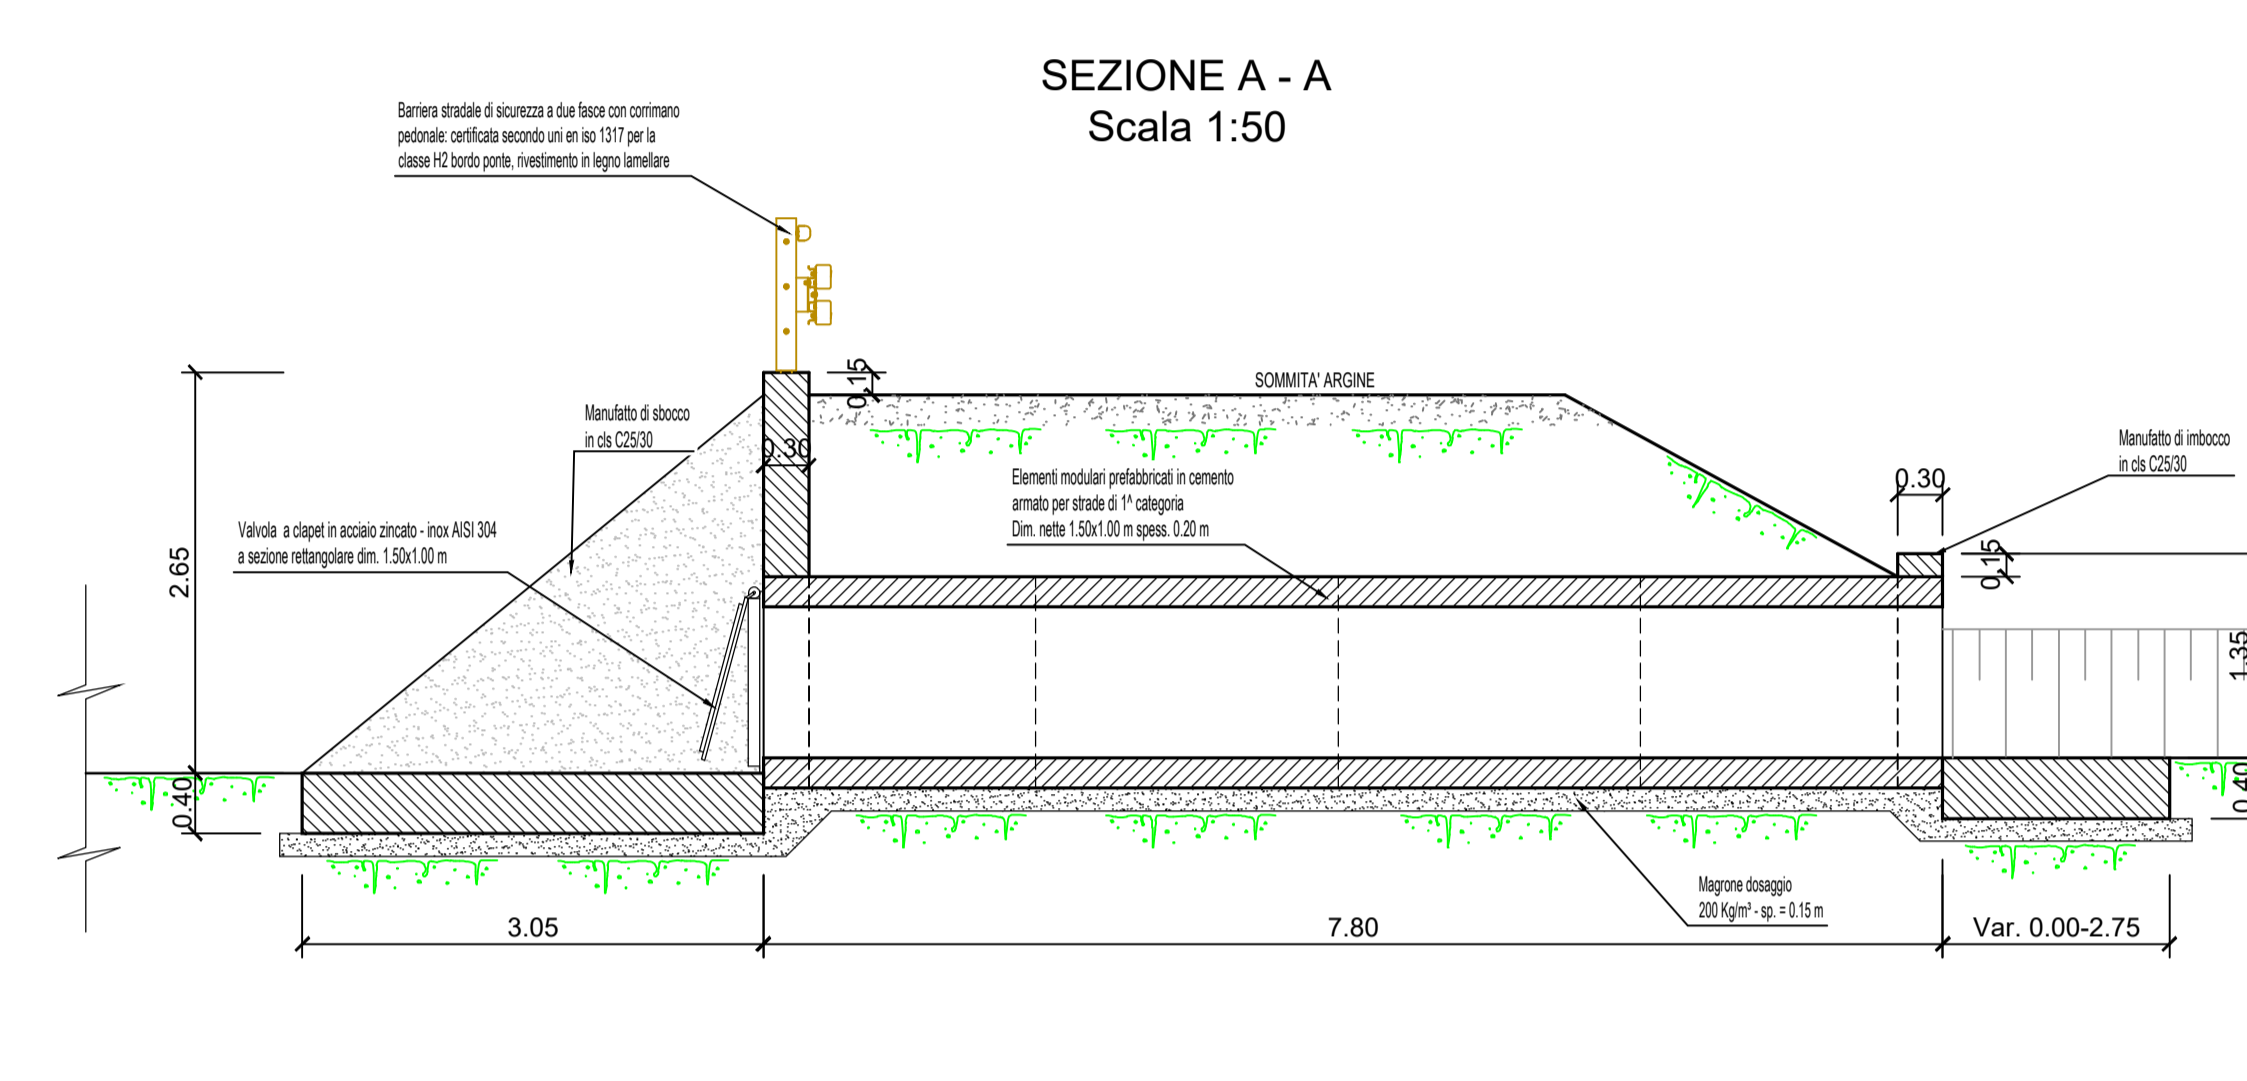 SEZIONE A - A
Scala 1:50
Barriera stradale di sicurezza a due fasce con corrimano
pedonale: certificata secondo uni en iso 1317 per la
classe H2 bordo ponte, rivestimento in legno lamellare
0.15
SOMMITA' ARGINE
Manufatto di sbocco
in cls C25/30
0.30
Manufatto di imbocco
in cls C25/30
Elementi modulari prefabbricati in cemento
armato per strade di 1^ categoria
Dim. nette 1.50x1.00 m spess. 0.20 m
0.30
Valvola a clapet in acciaio zincato - inox AISI 304
a sezione rettangolare dim. 1.50x1.00 m
2.65
0.15
1.35
0.40
0.40
Magrone dosaggio
200 Kg/m³ - sp. = 0.15 m
3.05
7.80
Var. 0.00-2.75